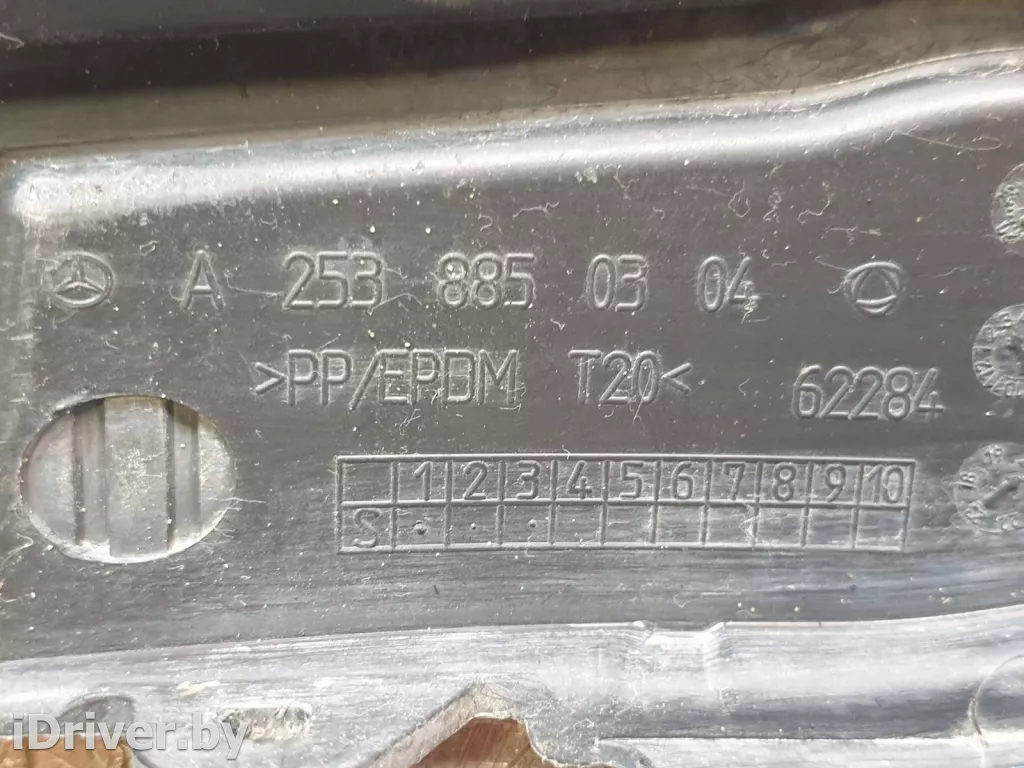 A 253 885 03 04
>PP/EPDM T20< 62284
1 2 3 4 5 6 7 8 9 10
S
iDriver.by